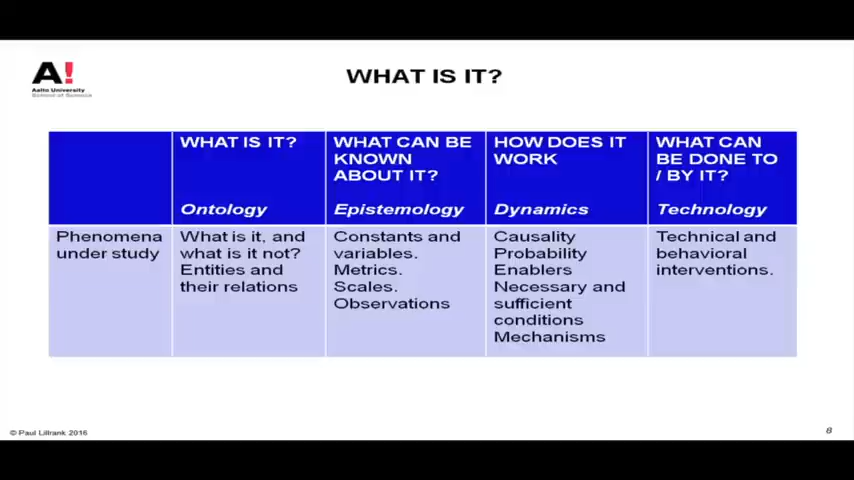 A!
Aalto University
School of Science
WHAT IS IT?
WHAT IS IT?
Ontology
WHAT CAN BE
KNOWN
ABOUT IT?
Epistemology
HOW DOES IT
WORK
Dynamics
WHAT CAN
BE DONE TO
/ BY IT?
Technology
Phenomena
under study
What is it, and
what is it not?
Entities and
their relations
Constants and
variables.
Metrics.
Scales.
Observations
Causality
Probability
Enablers
Necessary and
sufficient
conditions
Mechanisms
Technical and
behavioral
interventions.
© Paul Lillrank 2016
8